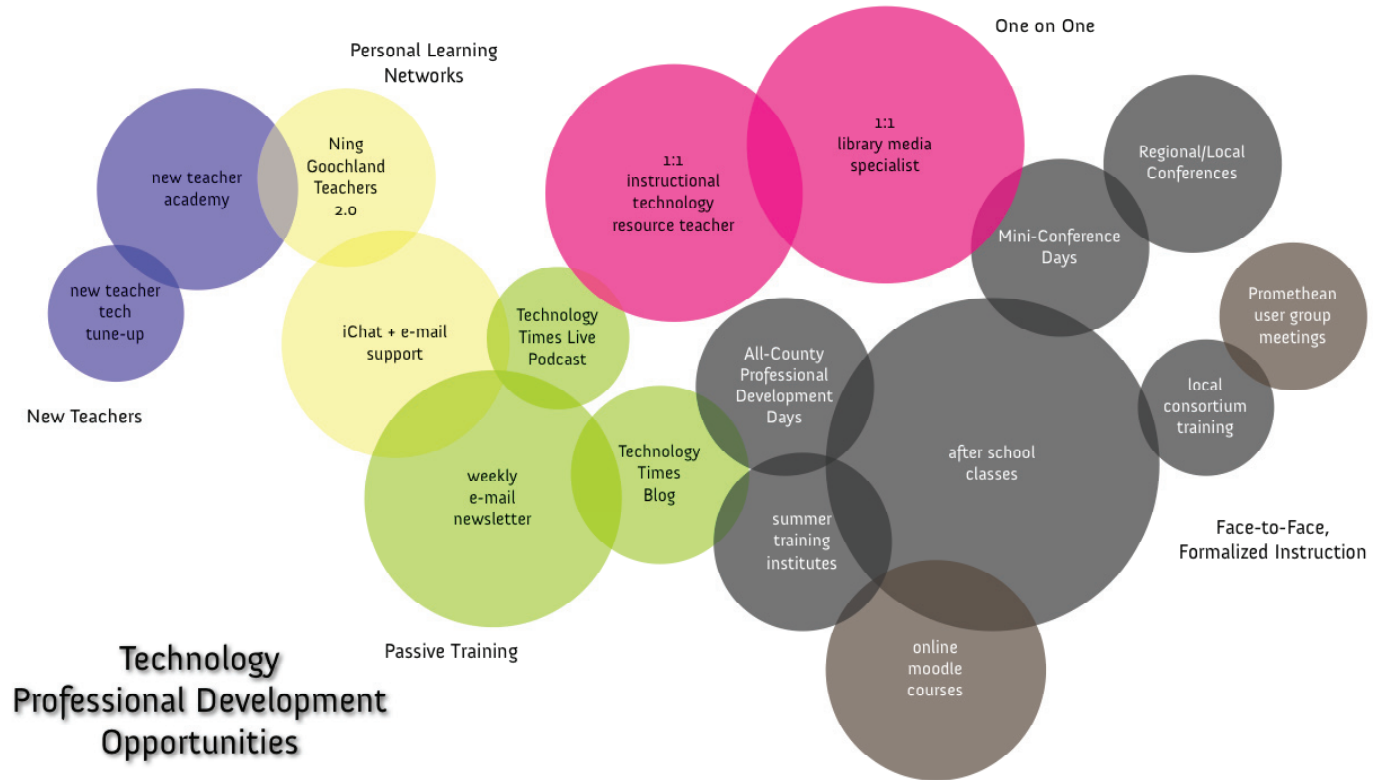 One on One
Personal Learning
Networks
Ning
Goochland
Teachers
2.0
new teacher
academy
new teacher
tech
tune-up
New Teachers
iChat + e-mail
support
Technology
Times Live
Podcast
1:1
instructional
technology
resource teacher
1:1
library media
specialist
Regional/Local
Conferences
Mini-Conference
Days
Promethean
user group
meetings
local
consortium
training
All-County
Professional
Development
Days
after school
classes
weekly
e-mail
newsletter
Technology
Times
Blog
summer
training
institutes
Face-to-Face,
Formalized Instruction
online
moodle
courses
Passive Training
Technology
Professional Development
Opportunities